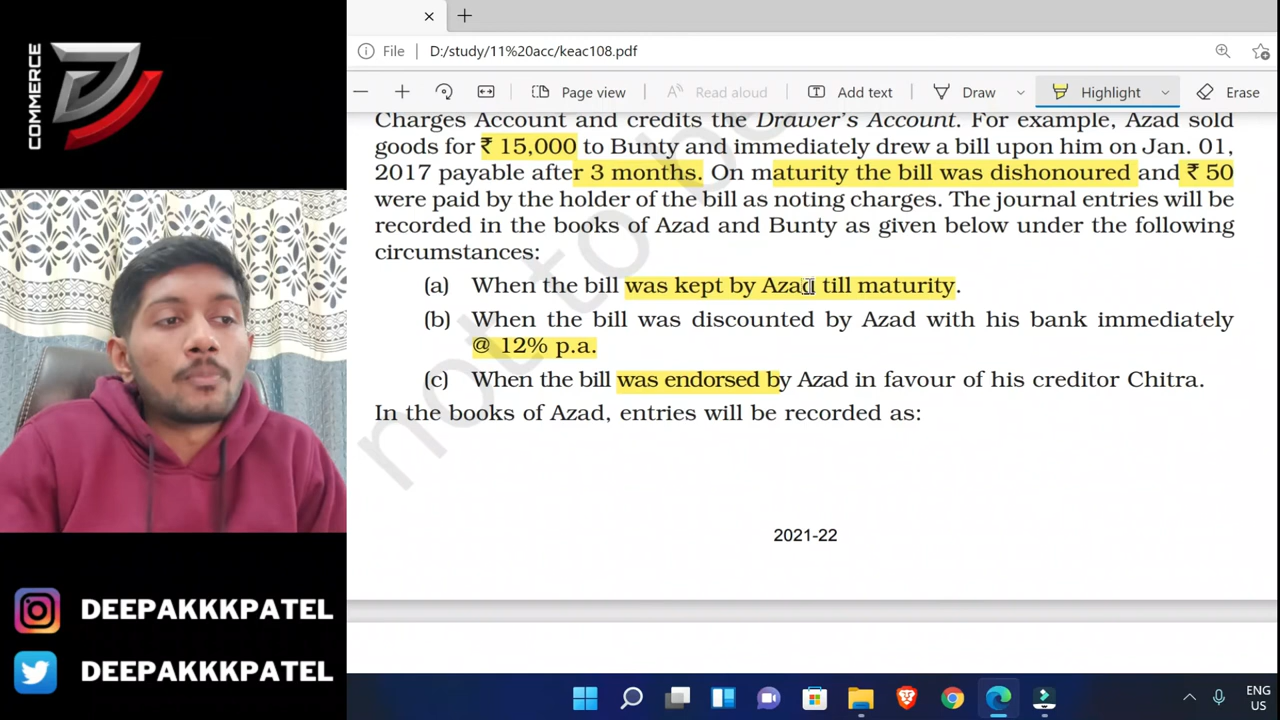 COMMERCE
File
D:/study/11%20acc/keac108.pdf
Page view
Read aloud
Add text
Draw
Highlight
Erase
Charges Account and credits the Drawer's Account. For example, Azad sold
goods for ₹ 15,000 to Bunty and immediately drew a bill upon him on Jan. 01,
2017 payable after 3 months. On maturity the bill was dishonoured and ₹ 50
were paid by the holder of the bill as noting charges. The journal entries will be
recorded in the books of Azad and Bunty as given below under the following
circumstances:
(a) When the bill was kept by Azad till maturity.
(b) When the bill was discounted by Azad with his bank immediately
@ 12% p.a.
(c) When the bill was endorsed by Azad in favour of his creditor Chitra.
In the books of Azad, entries will be recorded as:
not to be
2021-22
DEEPAKKKPATEL
DEEPAKKKPATEL
ENG
US